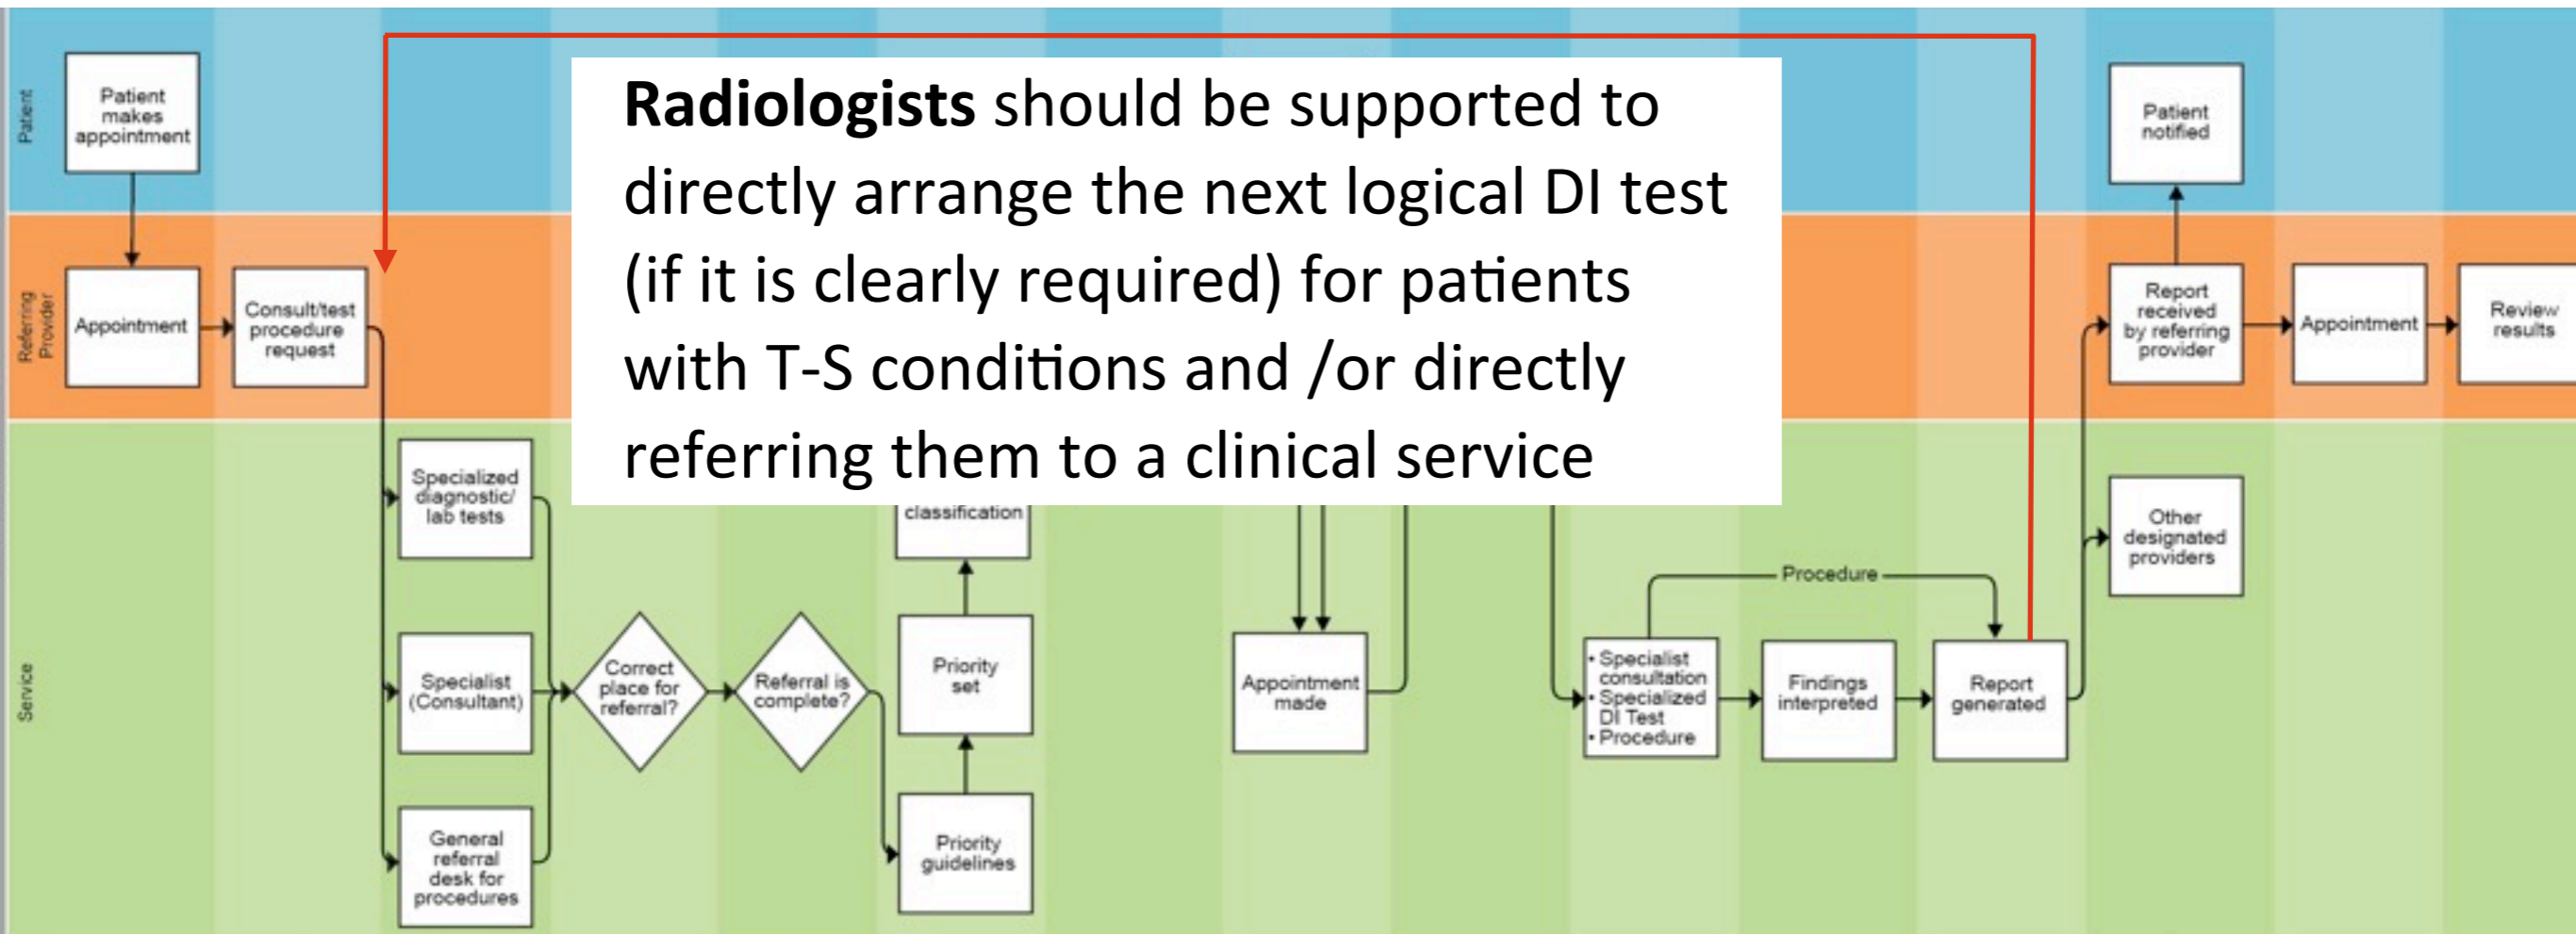 Radiologists should be supported to
directly arrange the next logical DI test
(if it is clearly required) for patients
with T-S conditions and /or directly
referring them to a clinical service
Patient
Patient
makes
appointment
Patient
notified
Referring
Provider
Appointment
Consult/test
procedure
request
Report
received
by referring
provider
Appointment
Review
results
Service
Specialized
diagnostic/
lab tests
Specialist
(Consultant)
General
referral
desk for
procedures
Correct
place for
referral?
Referral is
complete?
classification
Priority
set
Priority
guidelines
Appointment
made
Procedure
• Specialist
consultation
• Specialized
DI Test
• Procedure
Findings
interpreted
Report
generated
Other
designated
providers